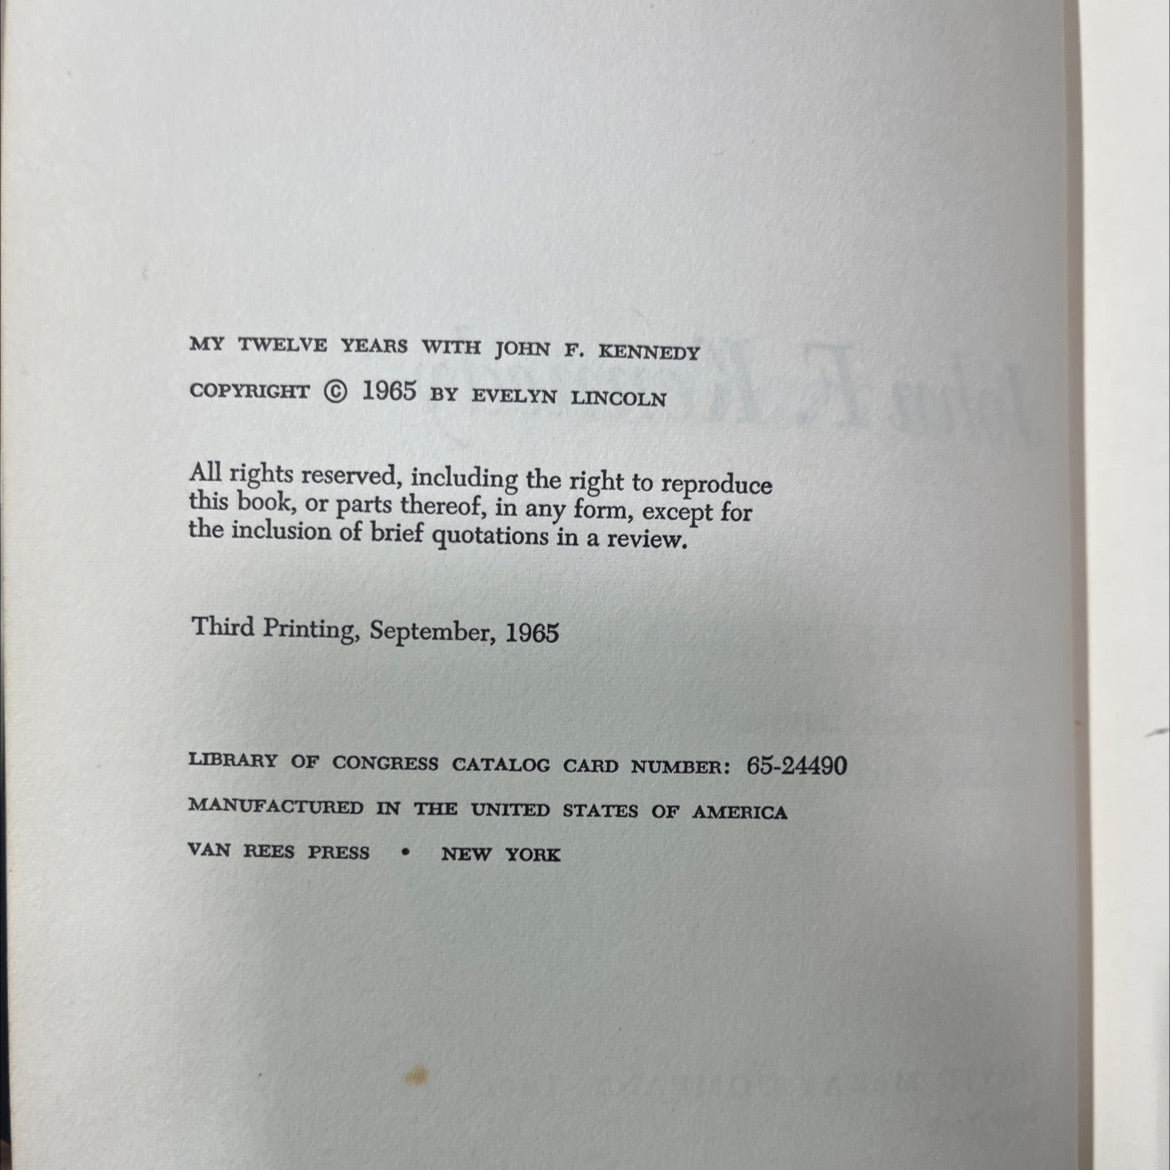 MY TWELVE YEARS WITH JOHN F. KENNEDY
COPYRIGHT © 1965 BY EVELYN LINCOLN
All rights reserved, including the right to reproduce
this book, or parts thereof, in any form, except for
the inclusion of brief quotations in a review.
Third Printing, September, 1965
LIBRARY OF CONGRESS CATALOG CARD NUMBER: 65-24490
MANUFACTURED IN THE UNITED STATES OF AMERICA
VAN REES PRESS • NEW YORK
John F. Kennedy